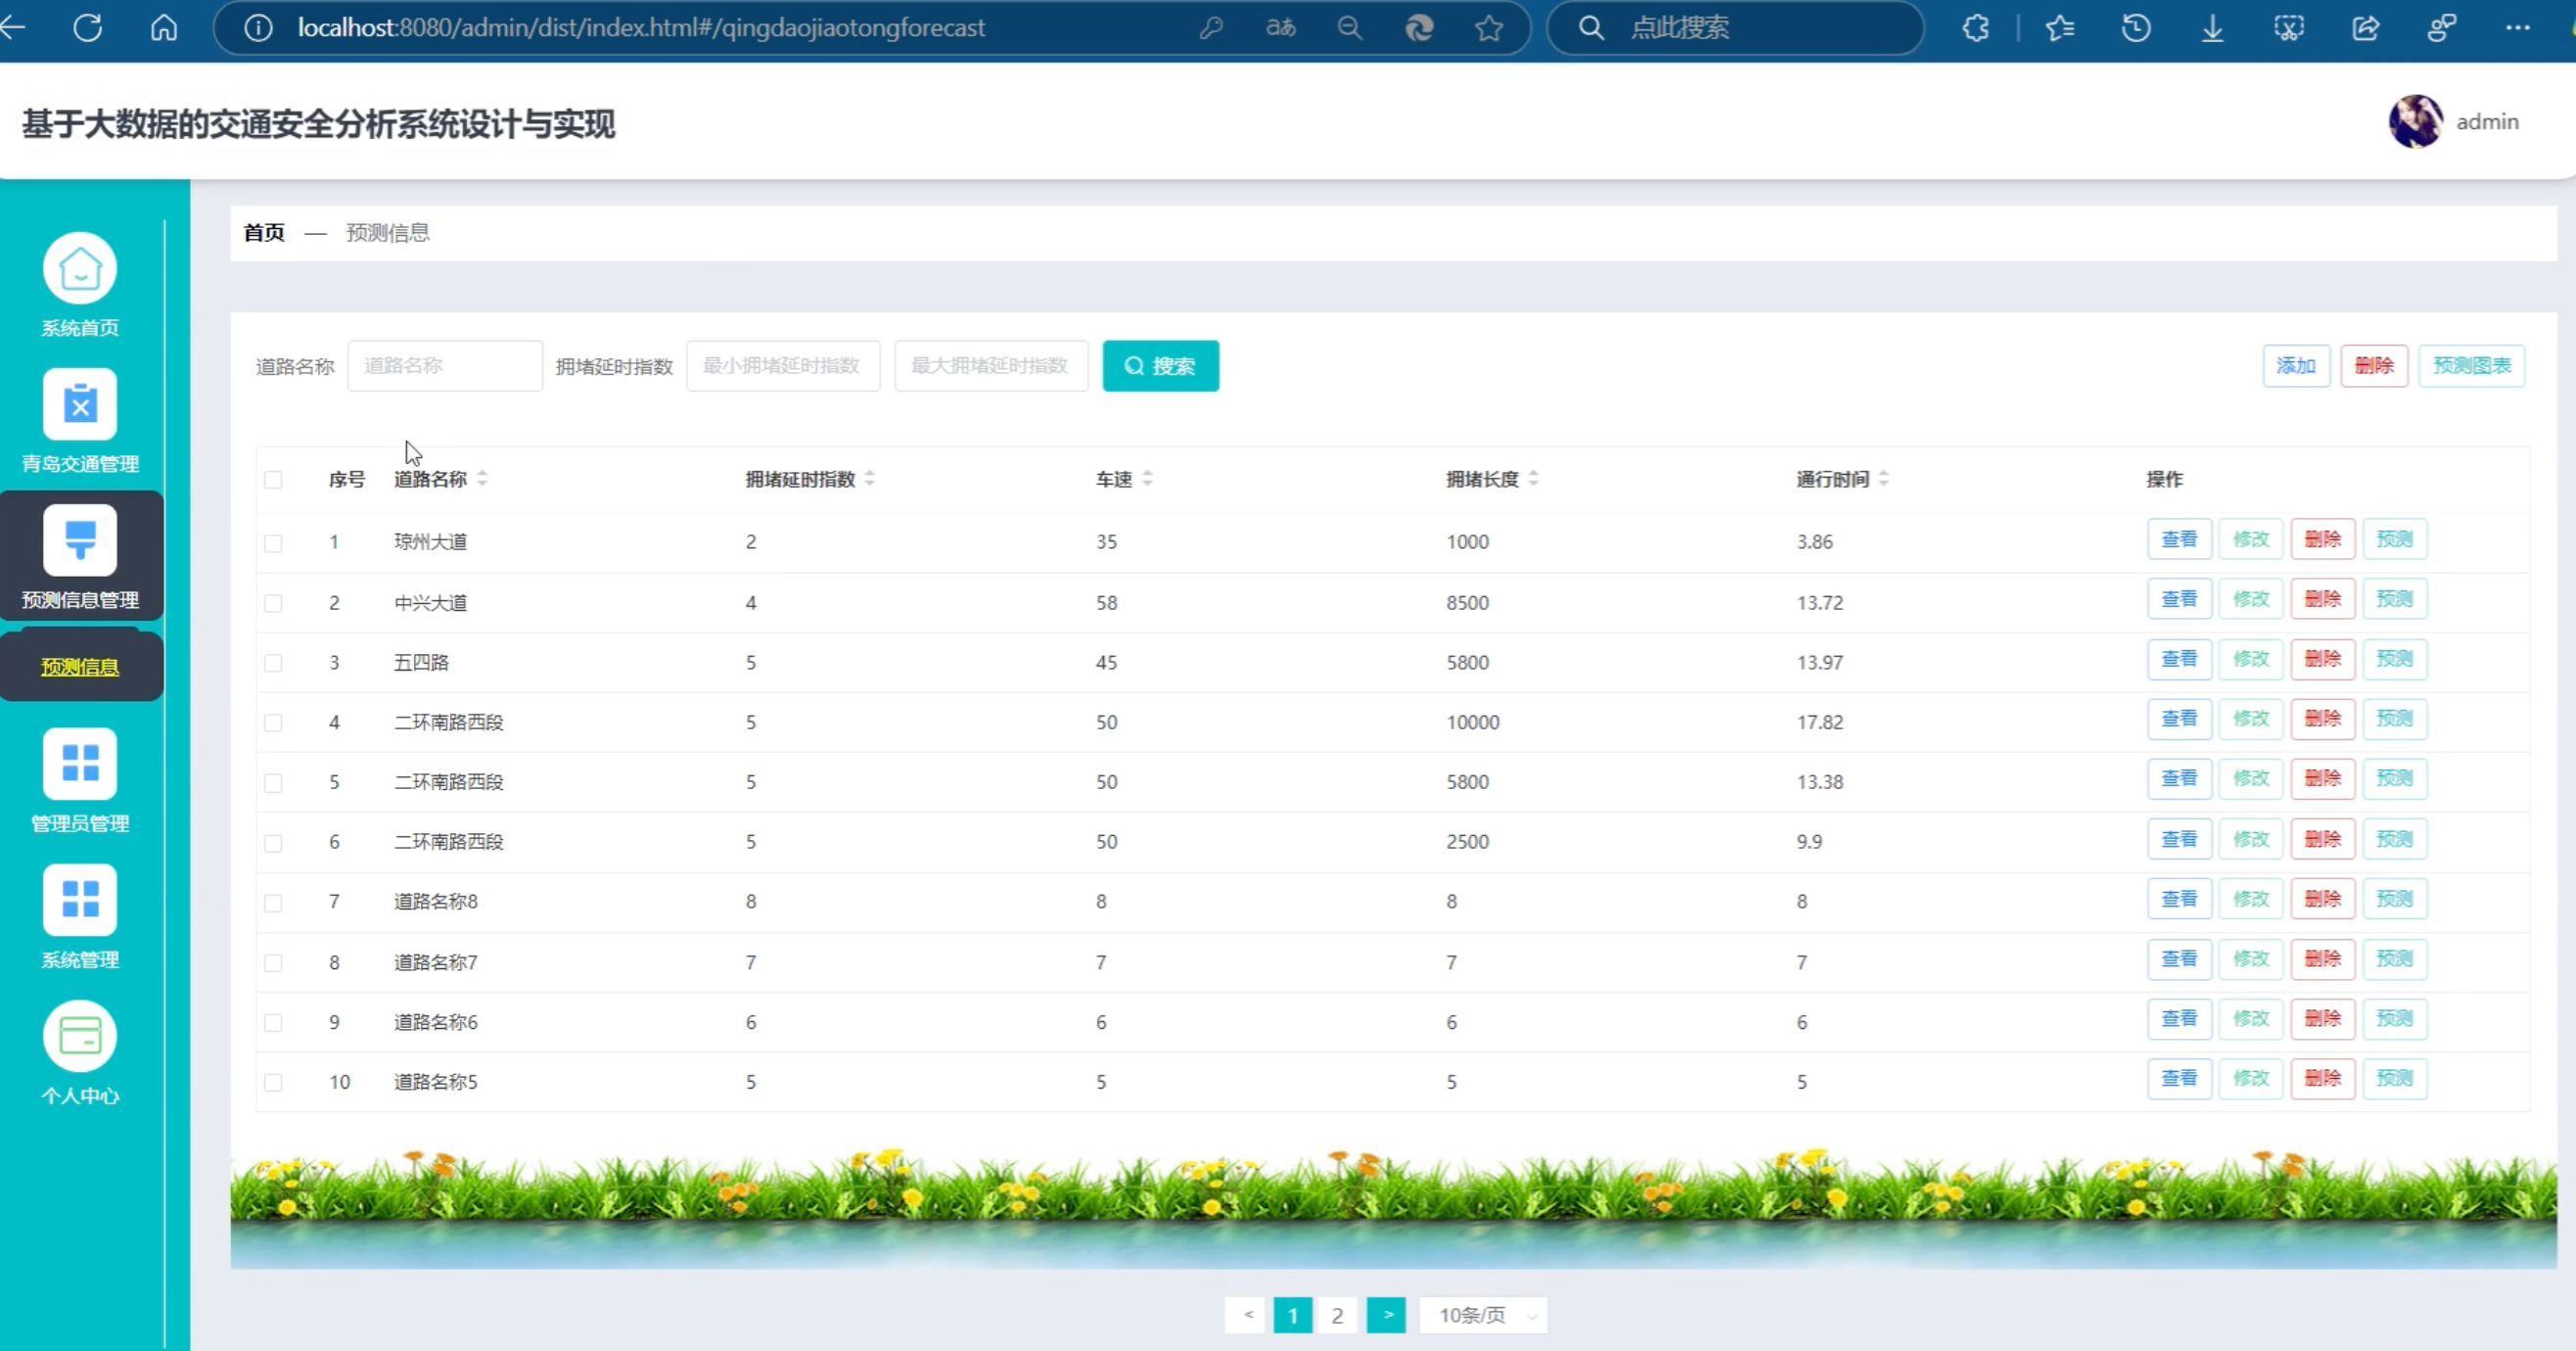 localhost:8080/admin/dist/index.html#/qingdaojiaotongforecast
点此搜索
基于大数据的交通安全分析系统设计与实现
admin
系统首页
青岛交通管理
预测信息管理
预测信息
管理员管理
系统管理
个人中心
首页 — 预测信息
道路名称 道路名称 拥堵延时指数 最小拥堵延时指数 最大拥堵延时指数 搜索 添加 删除 预测图表
序号 道路名称 拥堵延时指数 车速 拥堵长度 通行时间 操作
1 琼州大道 2 35 1000 3.86 查看 修改 删除 预测
2 中兴大道 4 58 8500 13.72 查看 修改 删除 预测
3 五四路 5 45 5800 13.97 查看 修改 删除 预测
4 二环南路西段 5 50 10000 17.82 查看 修改 删除 预测
5 二环南路西段 5 50 5800 13.38 查看 修改 删除 预测
6 二环南路西段 5 50 2500 9.9 查看 修改 删除 预测
7 道路名称8 8 8 8 8 查看 修改 删除 预测
8 道路名称7 7 7 7 7 查看 修改 删除 预测
9 道路名称6 6 6 6 6 查看 修改 删除 预测
10 道路名称5 5 5 5 5 查看 修改 删除 预测
< 1 2 > 10条/页